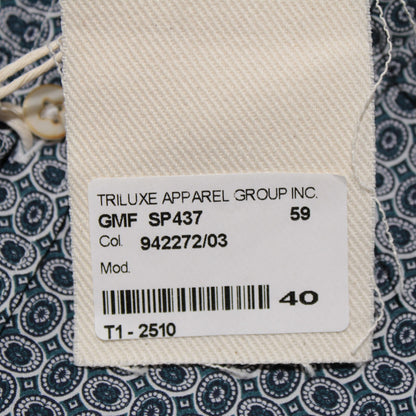 TRILUXE APPAREL GROUP INC.
GMF SP437 59
Col. 942272/03
Mod.
40
T1 - 2510